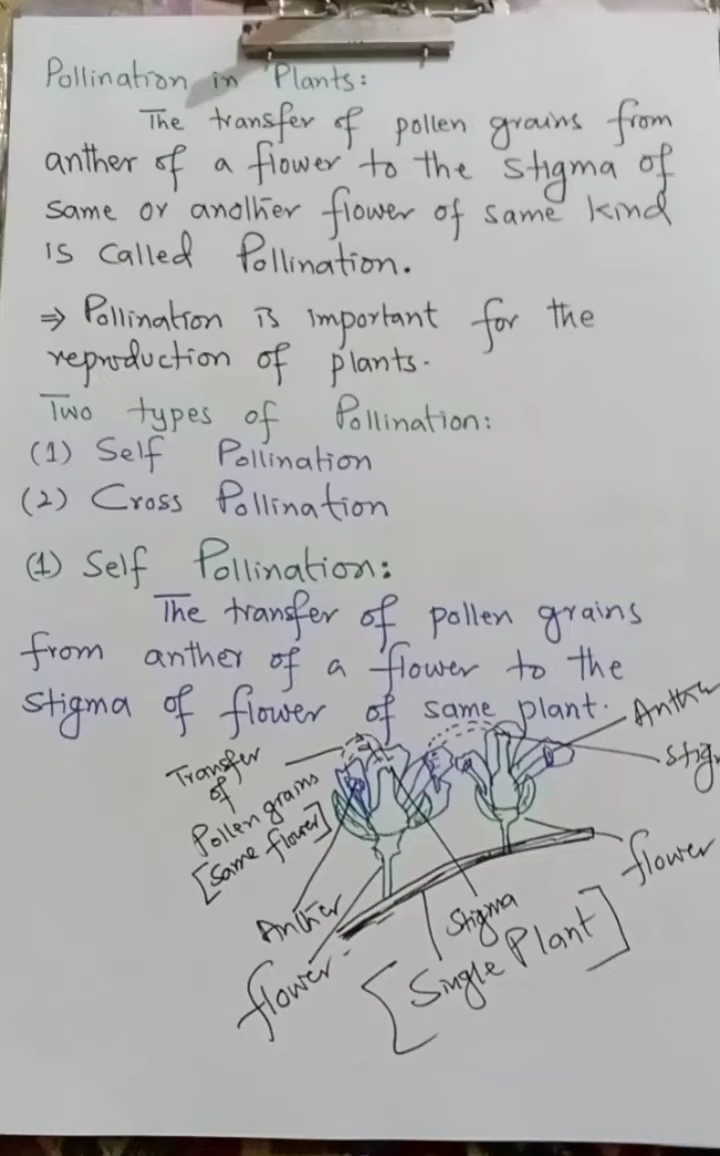 Pollination in Plants:
The transfer of pollen grains from
anther of a flower to the stigma of
same or another flower of same kind
is called Pollination.
⇒ Pollination is important for the
reproduction of plants.
Two types of Pollination:
(1) Self Pollination
(2) Cross Pollination
(1) Self Pollination:
The transfer of pollen grains
from anther of a flower to the
stigma of flower of same plant.
Transfer
of
Pollen grains
[Same flower]
Anther
flower
Stigma
[Single Plant]
Anthe
stig
flower